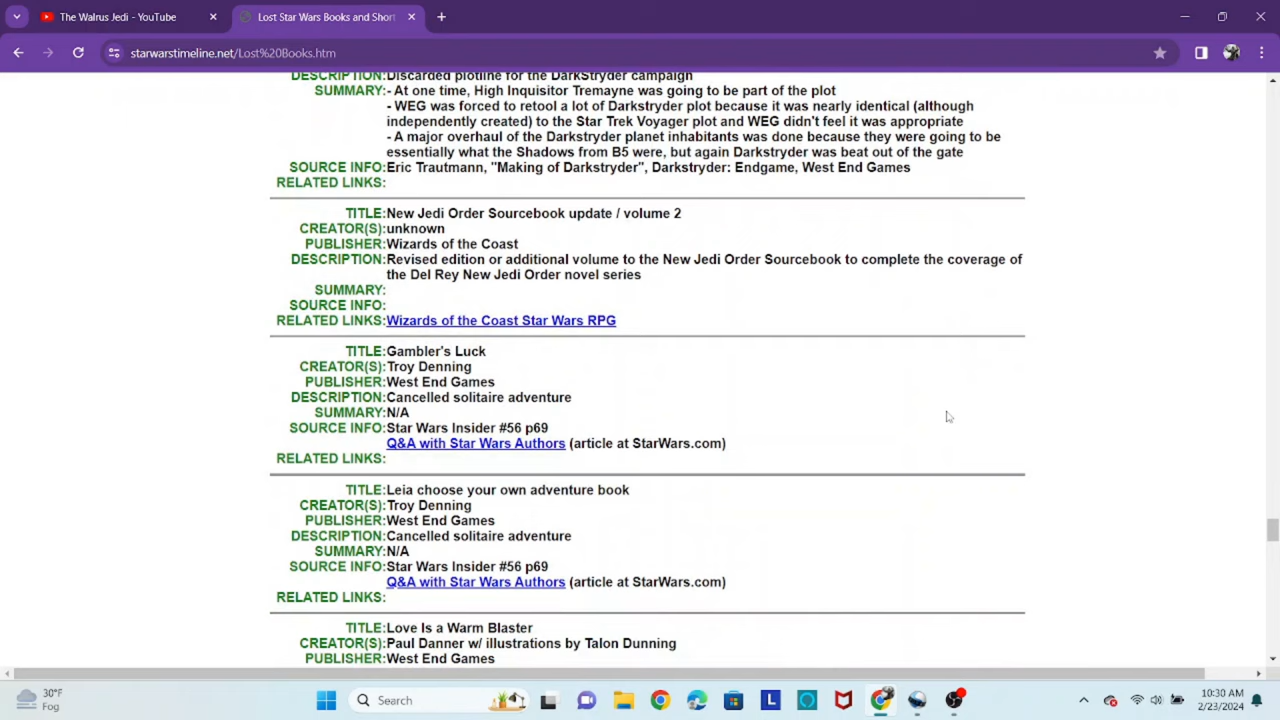 The Walrus Jedi - YouTube
Lost Star Wars Books and Short
starwarstimeline.net/Lost%20Books.htm
DESCRIPTION: Discarded plotline for the DarkStryder campaign
SUMMARY: - At one time, High Inquisitor Tremayne was going to be part of the plot
- WEG was forced to retool a lot of Darkstryder plot because it was nearly identical (although
independently created) to the Star Trek Voyager plot and WEG didn't feel it was appropriate
- A major overhaul of the Darkstryder planet inhabitants was done because they were going to be
essentially what the Shadows from B5 were, but again Darkstryder was beat out of the gate
SOURCE INFO: Eric Trautmann, "Making of Darkstryder", Darkstryder: Endgame, West End Games
RELATED LINKS:
TITLE: New Jedi Order Sourcebook update / volume 2
CREATOR(S): unknown
PUBLISHER: Wizards of the Coast
DESCRIPTION: Revised edition or additional volume to the New Jedi Order Sourcebook to complete the coverage of
the Del Rey New Jedi Order novel series
SUMMARY:
SOURCE INFO:
RELATED LINKS: Wizards of the Coast Star Wars RPG
TITLE: Gambler's Luck
CREATOR(S): Troy Denning
PUBLISHER: West End Games
DESCRIPTION: Cancelled solitaire adventure
SUMMARY: N/A
SOURCE INFO: Star Wars Insider #56 p69
Q&A with Star Wars Authors (article at StarWars.com)
RELATED LINKS:
TITLE: Leia choose your own adventure book
CREATOR(S): Troy Denning
PUBLISHER: West End Games
DESCRIPTION: Cancelled solitaire adventure
SUMMARY: N/A
SOURCE INFO: Star Wars Insider #56 p69
Q&A with Star Wars Authors (article at StarWars.com)
RELATED LINKS:
TITLE: Love Is a Warm Blaster
CREATOR(S): Paul Danner w/ illustrations by Talon Dunning
PUBLISHER: West End Games
30°F
Fog
Search
L
10:30 AM
2/23/2024